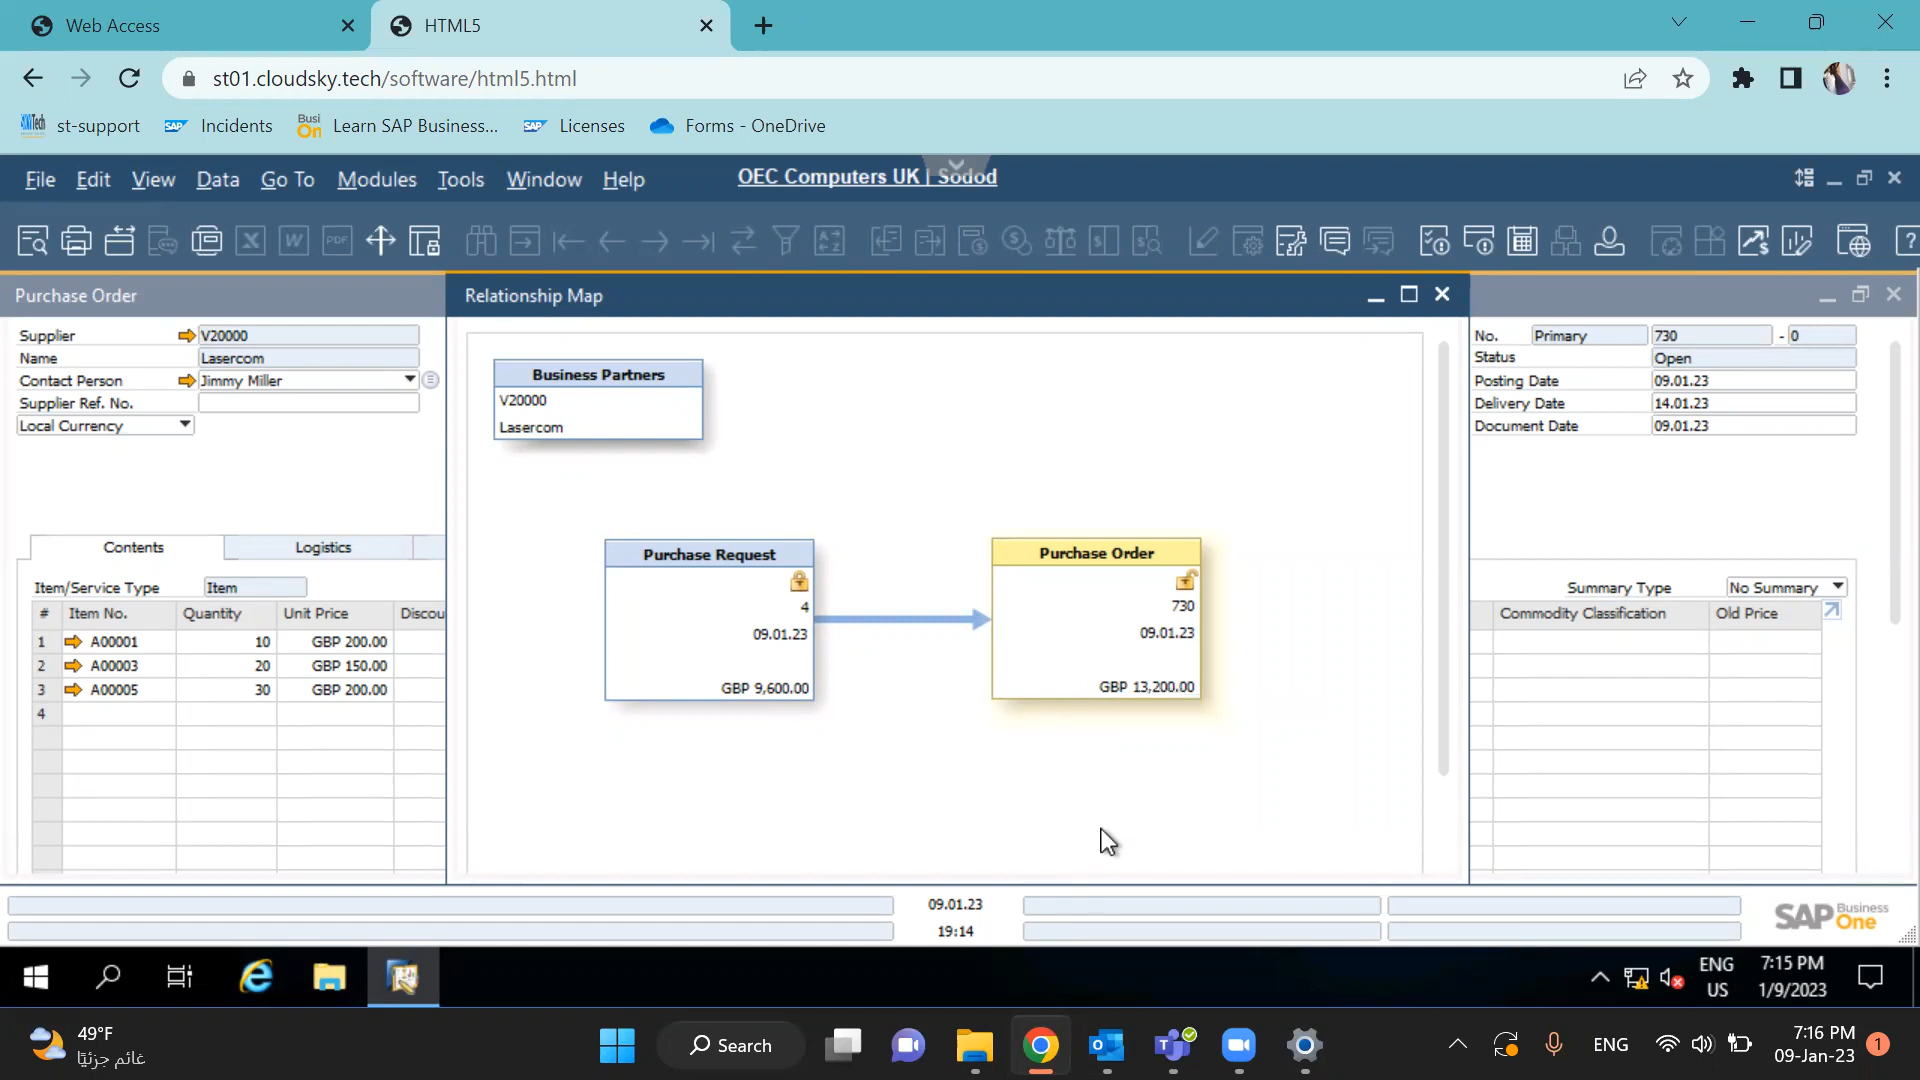 Web Access
HTML5
st01.cloudsky.tech/software/html5.html
st-support
Incidents
Learn SAP Business...
Licenses
Forms - OneDrive
File Edit View Data Go To Modules Tools Window Help
OEC Computers UK | Sodod
Purchase Order
Supplier V20000
Name Lasercom
Contact Person Jimmy Miller
Supplier Ref. No.
Local Currency
Contents Logistics
Item/Service Type Item
# Item No. Quantity Unit Price Discou
1 A00001 10 GBP 200.00
2 A00003 20 GBP 150.00
3 A00005 30 GBP 200.00
4
Relationship Map
Business Partners
V20000
Lasercom
Purchase Request
4
09.01.23
GBP 9,600.00
Purchase Order
730
09.01.23
GBP 13,200.00
No. Primary 730 - 0
Status Open
Posting Date 09.01.23
Delivery Date 14.01.23
Document Date 09.01.23
Summary Type No Summary
Commodity Classification Old Price
09.01.23
19:14
SAP Business One
ENG
US
7:15 PM
1/9/2023
49°F
غائم جزئيًا
Search
ENG
7:16 PM
09-Jan-23
1